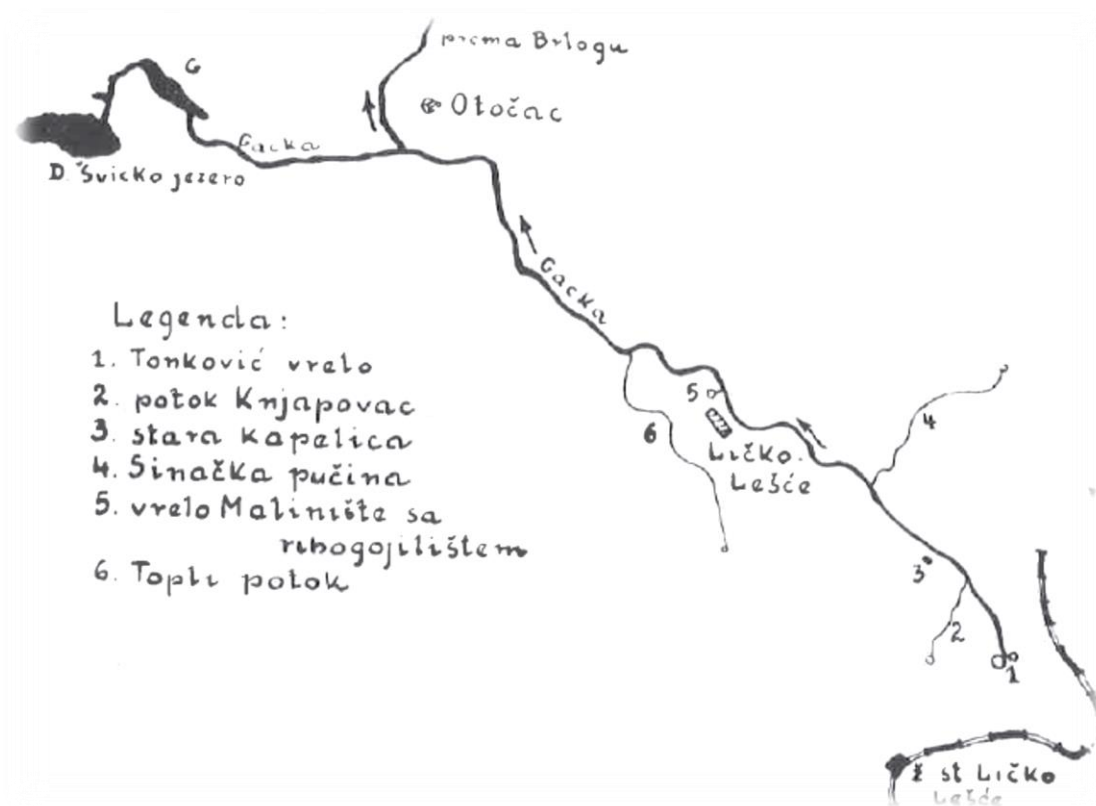 prema Brlogu
G
Otočac
Gacka
D. Švičko jezero
Gacka
Legenda:
1. Tonković vrelo
2. potok Knjapovac
3. stara kapelica
4. Sinačka pučina
5. vrelo Malinište sa
ribogojilištem
6. Topli potok
4
5
6
Ličko.
Lešće
3
2
1
ž st Ličko
Lešće